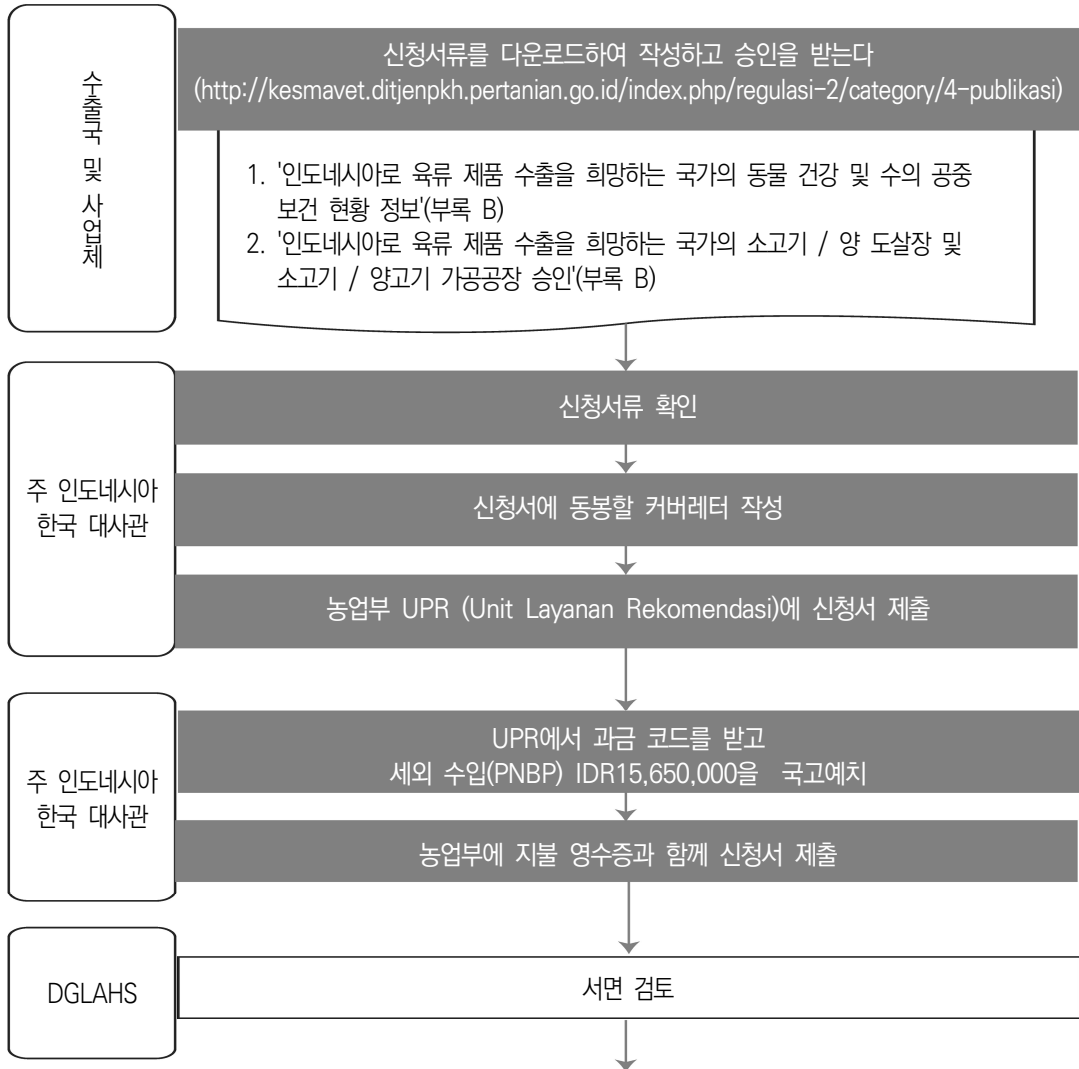 수출국 및 사업체
신청서류를 다운로드하여 작성하고 승인을 받는다
(http://kesmavet.ditjenpkh.pertanian.go.id/index.php/regulasi-2/category/4-publikasi)
1. '인도네시아로 육류 제품 수출을 희망하는 국가의 동물 건강 및 수의 공중
보건 현황 정보'(부록 B)
2. '인도네시아로 육류 제품 수출을 희망하는 국가의 소고기 / 양 도살장 및
소고기 / 양고기 가공공장 승인'(부록 B)
주 인도네시아
한국 대사관
신청서류 확인
신청서에 동봉할 커버레터 작성
농업부 UPR (Unit Layanan Rekomendasi)에 신청서 제출
주 인도네시아
한국 대사관
UPR에서 과금 코드를 받고
세외 수입(PNBP) IDR15,650,000을 국고예치
농업부에 지불 영수증과 함께 신청서 제출
DGLAHS
서면 검토